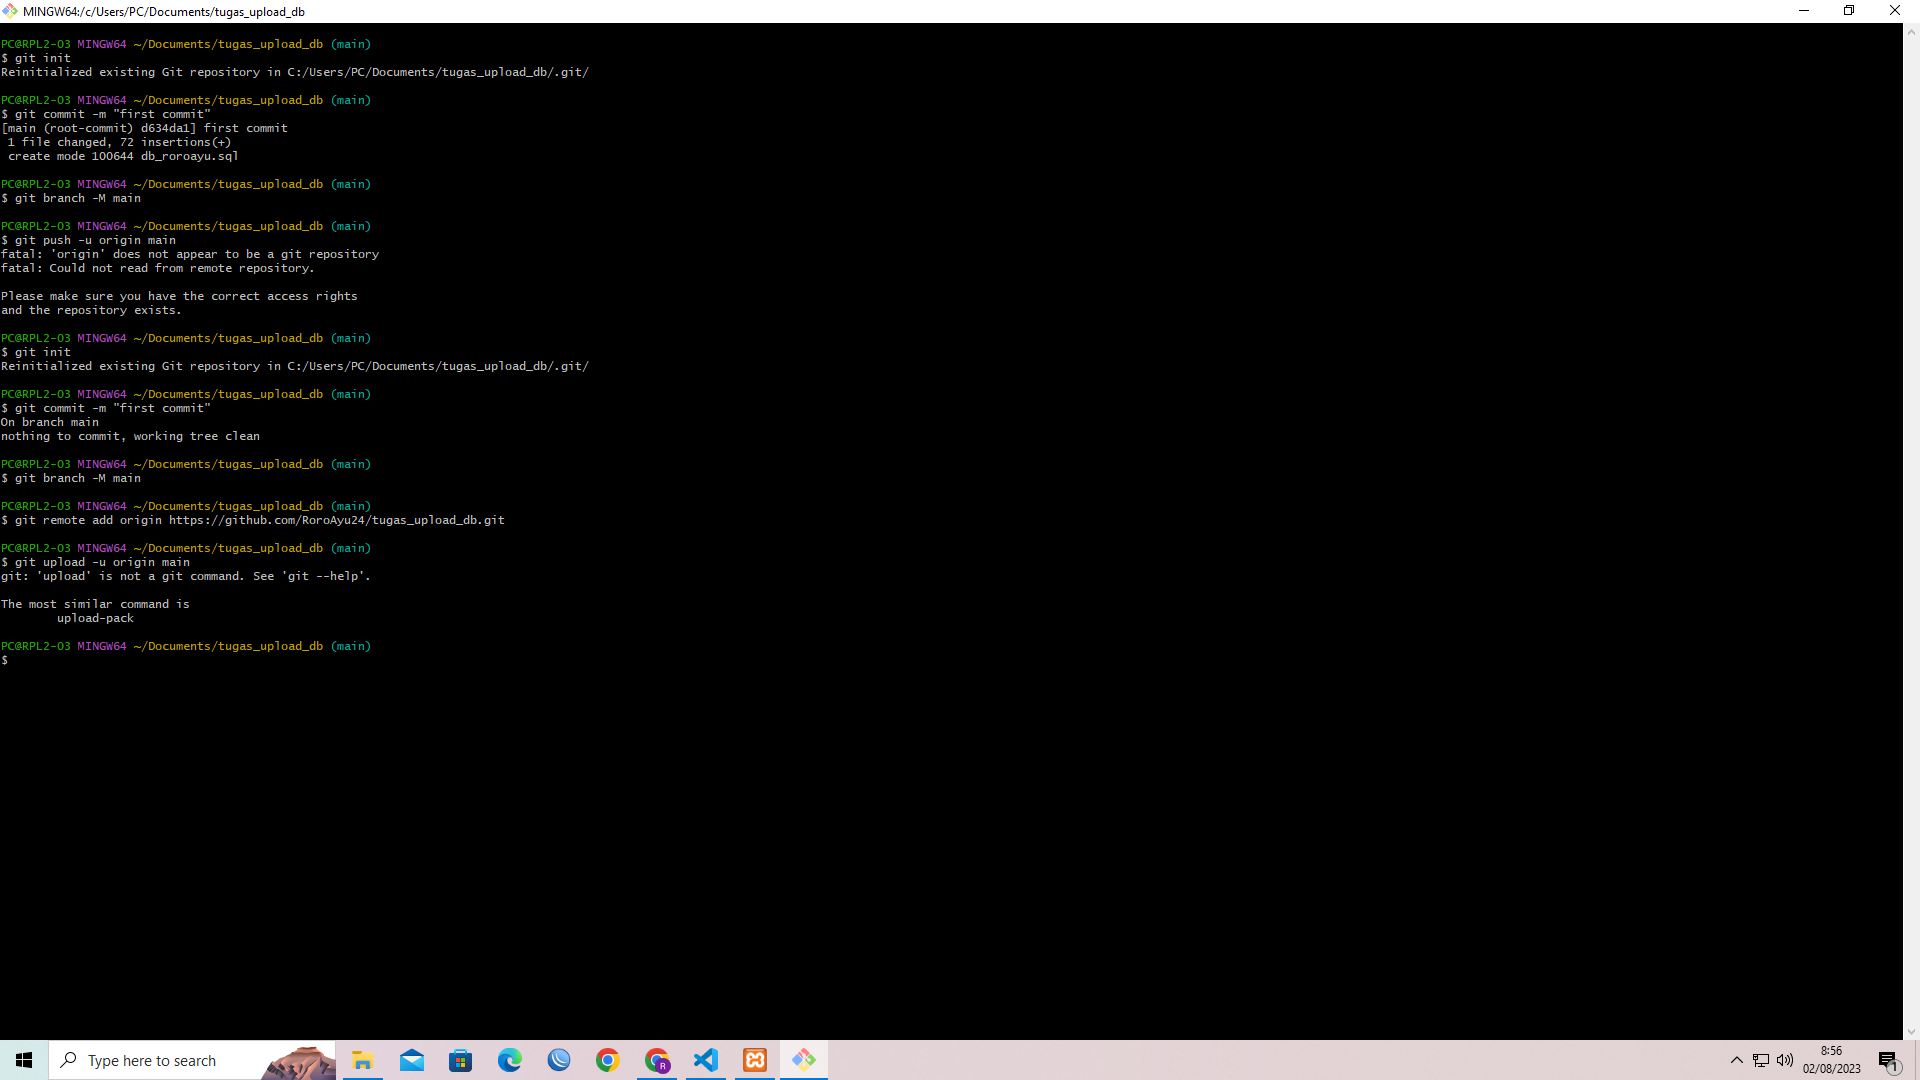 MINGW64:/c/Users/PC/Documents/tugas_upload_db
PC@RPL2-03 MINGW64 ~/Documents/tugas_upload_db (main)
$ git init
Reinitialized existing Git repository in C:/Users/PC/Documents/tugas_upload_db/.git/
PC@RPL2-03 MINGW64 ~/Documents/tugas_upload_db (main)
$ git commit -m "first commit"
[main (root-commit) d634da1] first commit
1 file changed, 72 insertions(+)
create mode 100644 db_roroayu.sql
PC@RPL2-03 MINGW64 ~/Documents/tugas_upload_db (main)
$ git branch -M main
PC@RPL2-03 MINGW64 ~/Documents/tugas_upload_db (main)
$ git push -u origin main
fatal: 'origin' does not appear to be a git repository
fatal: Could not read from remote repository.
Please make sure you have the correct access rights
and the repository exists.
PC@RPL2-03 MINGW64 ~/Documents/tugas_upload_db (main)
$ git init
Reinitialized existing Git repository in C:/Users/PC/Documents/tugas_upload_db/.git/
PC@RPL2-03 MINGW64 ~/Documents/tugas_upload_db (main)
$ git commit -m "first commit"
On branch main
nothing to commit, working tree clean
PC@RPL2-03 MINGW64 ~/Documents/tugas_upload_db (main)
$ git branch -M main
PC@RPL2-03 MINGW64 ~/Documents/tugas_upload_db (main)
$ git remote add origin https://github.com/RoroAyu24/tugas_upload_db.git
PC@RPL2-03 MINGW64 ~/Documents/tugas_upload_db (main)
$ git upload -u origin main
git: 'upload' is not a git command. See 'git --help'.
The most similar command is
upload-pack
PC@RPL2-03 MINGW64 ~/Documents/tugas_upload_db (main)
$
Type here to search
R
8:56
02/08/2023
1